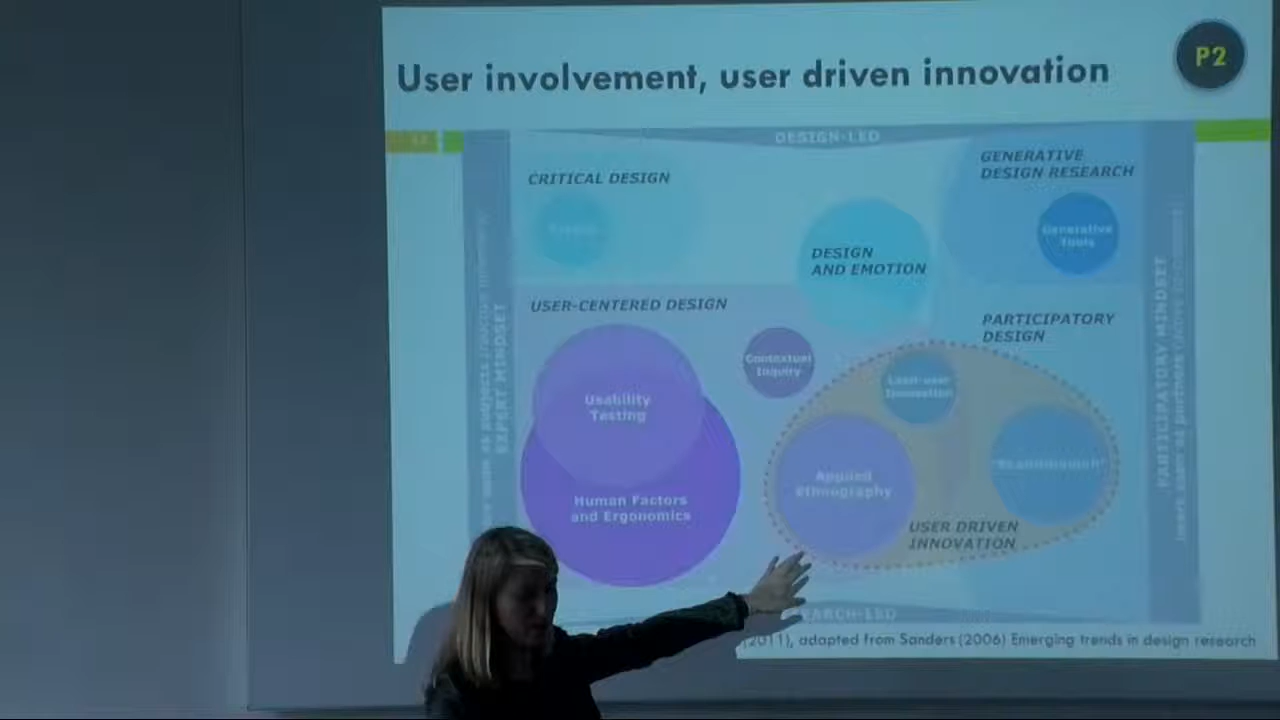 User involvement, user driven innovation
P2
DESIGN-LED
CRITICAL DESIGN
GENERATIVE
DESIGN RESEARCH
Generative
Tools
DESIGN
AND EMOTION
USER-CENTERED DESIGN
PARTICIPATORY
DESIGN
EXPERT MINDSET
PARTICIPATORY MINDSET
Contextual
Inquiry
Lead-user
Innovation
Usability
Testing
Applied
Ethnography
"Scandinavian"
Human Factors
and Ergonomics
USER DRIVEN
INNOVATION
ARCH-LED
(2011), adapted from Sanders (2006) Emerging trends in design research